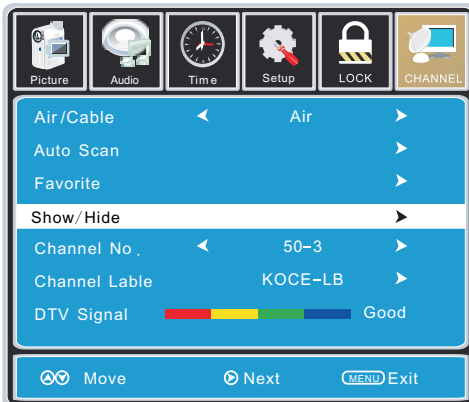 Picture Audio Time Setup LOCK CHANNEL
Air/Cable Air
Auto Scan
Favorite
Show/Hide
Channel No. 50-3
Channel Lable KOCE-LB
DTV Signal Good
Move Next MENU Exit